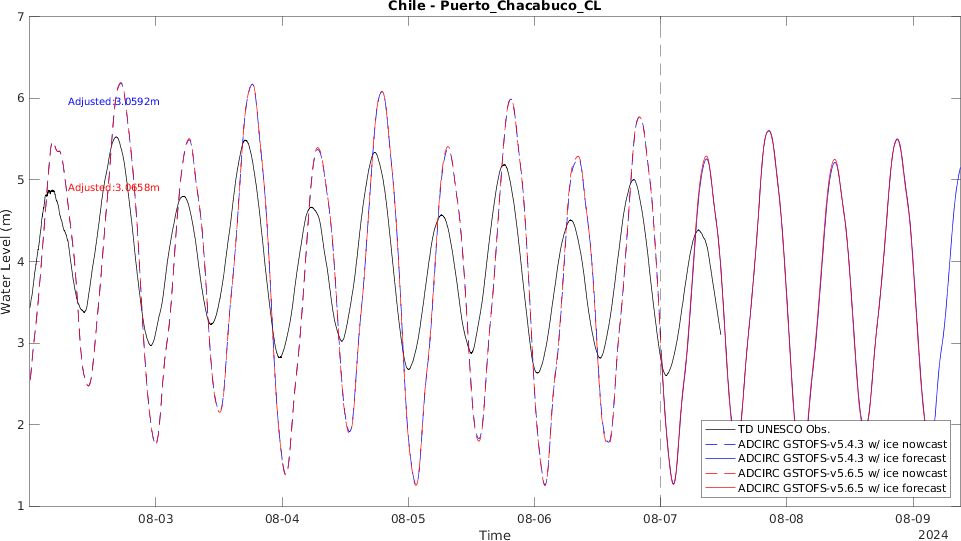 Chile - Puerto_Chacabuco_CL
7
6
5
4
3
2
1
Water Level (m)
Adjusted:3.0592m
Adjusted:3.0658m
TD UNESCO Obs.
ADCIRC GSTOFS-v5.4.3 w/ ice nowcast
ADCIRC GSTOFS-v5.4.3 w/ ice forecast
ADCIRC GSTOFS-v5.6.5 w/ ice nowcast
ADCIRC GSTOFS-v5.6.5 w/ ice forecast
08-03 08-04 08-05 08-06 08-07 08-08 08-09
Time
2024